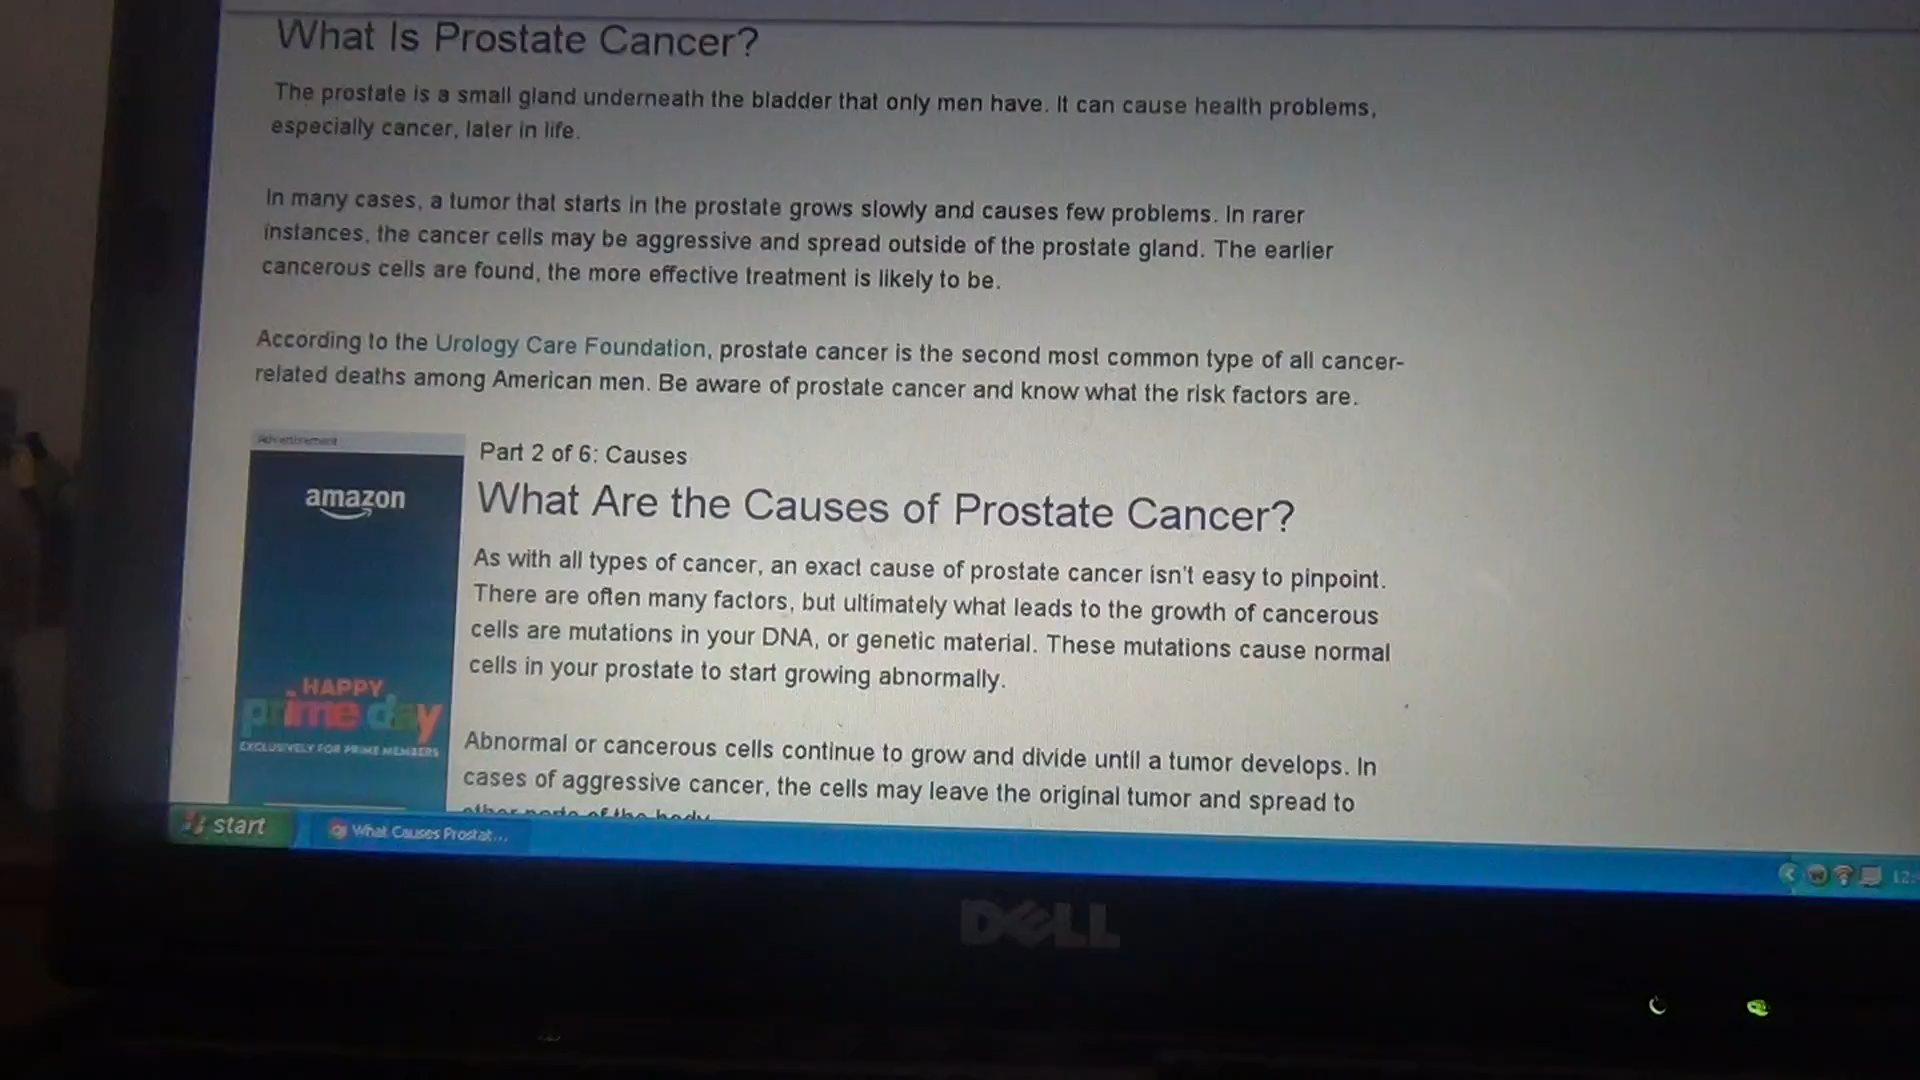 What Is Prostate Cancer?
The prostate is a small gland underneath the bladder that only men have. It can cause health problems,
especially cancer, later in life.
In many cases, a tumor that starts in the prostate grows slowly and causes few problems. In rarer
instances, the cancer cells may be aggressive and spread outside of the prostate gland. The earlier
cancerous cells are found, the more effective treatment is likely to be.
According to the Urology Care Foundation, prostate cancer is the second most common type of all cancer-
related deaths among American men. Be aware of prostate cancer and know what the risk factors are.
Advertisement
amazon
HAPPY
prime day
EXCLUSIVELY FOR PRIME MEMBERS
Part 2 of 6: Causes
What Are the Causes of Prostate Cancer?
As with all types of cancer, an exact cause of prostate cancer isn't easy to pinpoint.
There are often many factors, but ultimately what leads to the growth of cancerous
cells are mutations in your DNA, or genetic material. These mutations cause normal
cells in your prostate to start growing abnormally.
Abnormal or cancerous cells continue to grow and divide until a tumor develops. In
cases of aggressive cancer, the cells may leave the original tumor and spread to
other parts of the body.
start
What Causes Prostat...
DELL